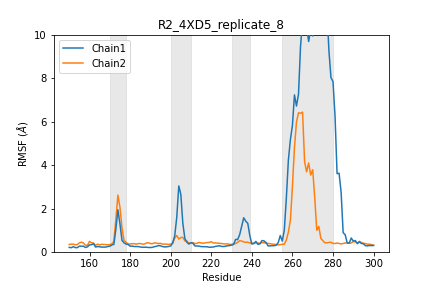 R2_4XD5_replicate_8
10
8
6
4
2
0
RMSF (Å)
Chain1
Chain2
160 180 200 220 240 260 280 300
Residue